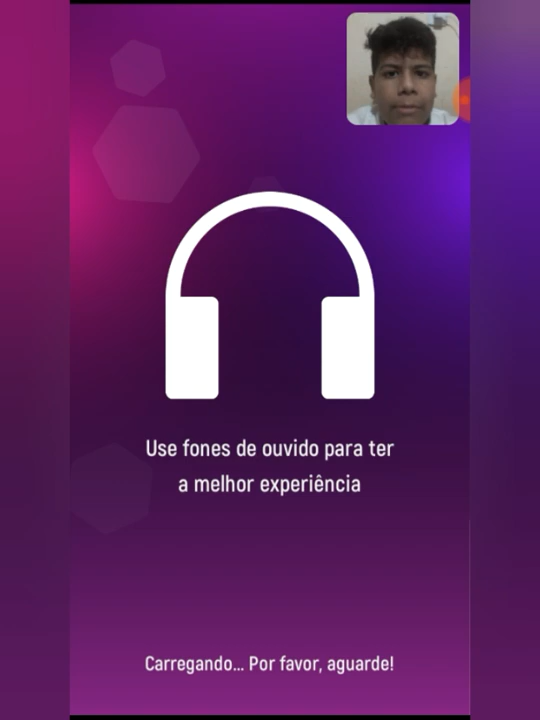 Use fones de ouvido para ter
a melhor experiência
Carregando... Por favor, aguarde!